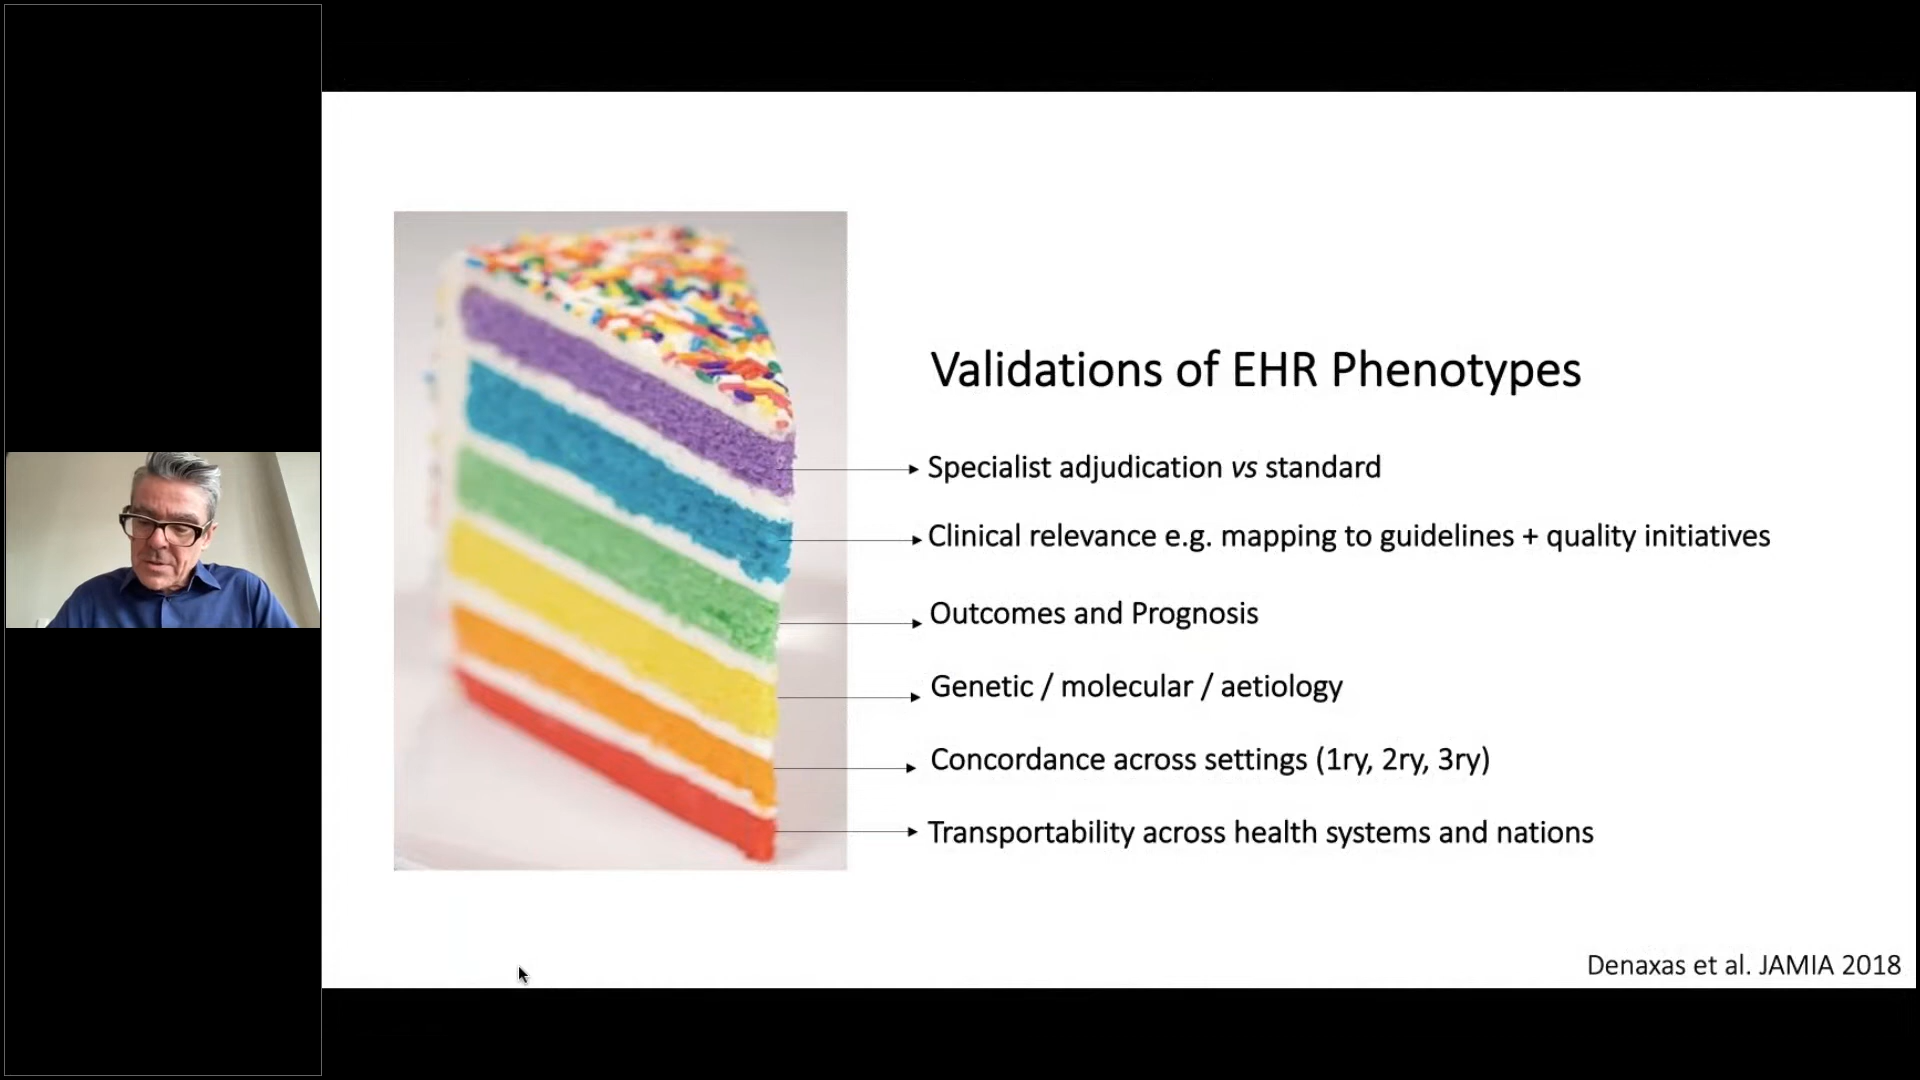 Validations of EHR Phenotypes
Specialist adjudication vs standard
Clinical relevance e.g. mapping to guidelines + quality initiatives
Outcomes and Prognosis
Genetic / molecular / aetiology
Concordance across settings (1ry, 2ry, 3ry)
Transportability across health systems and nations
Denaxas et al. JAMIA 2018